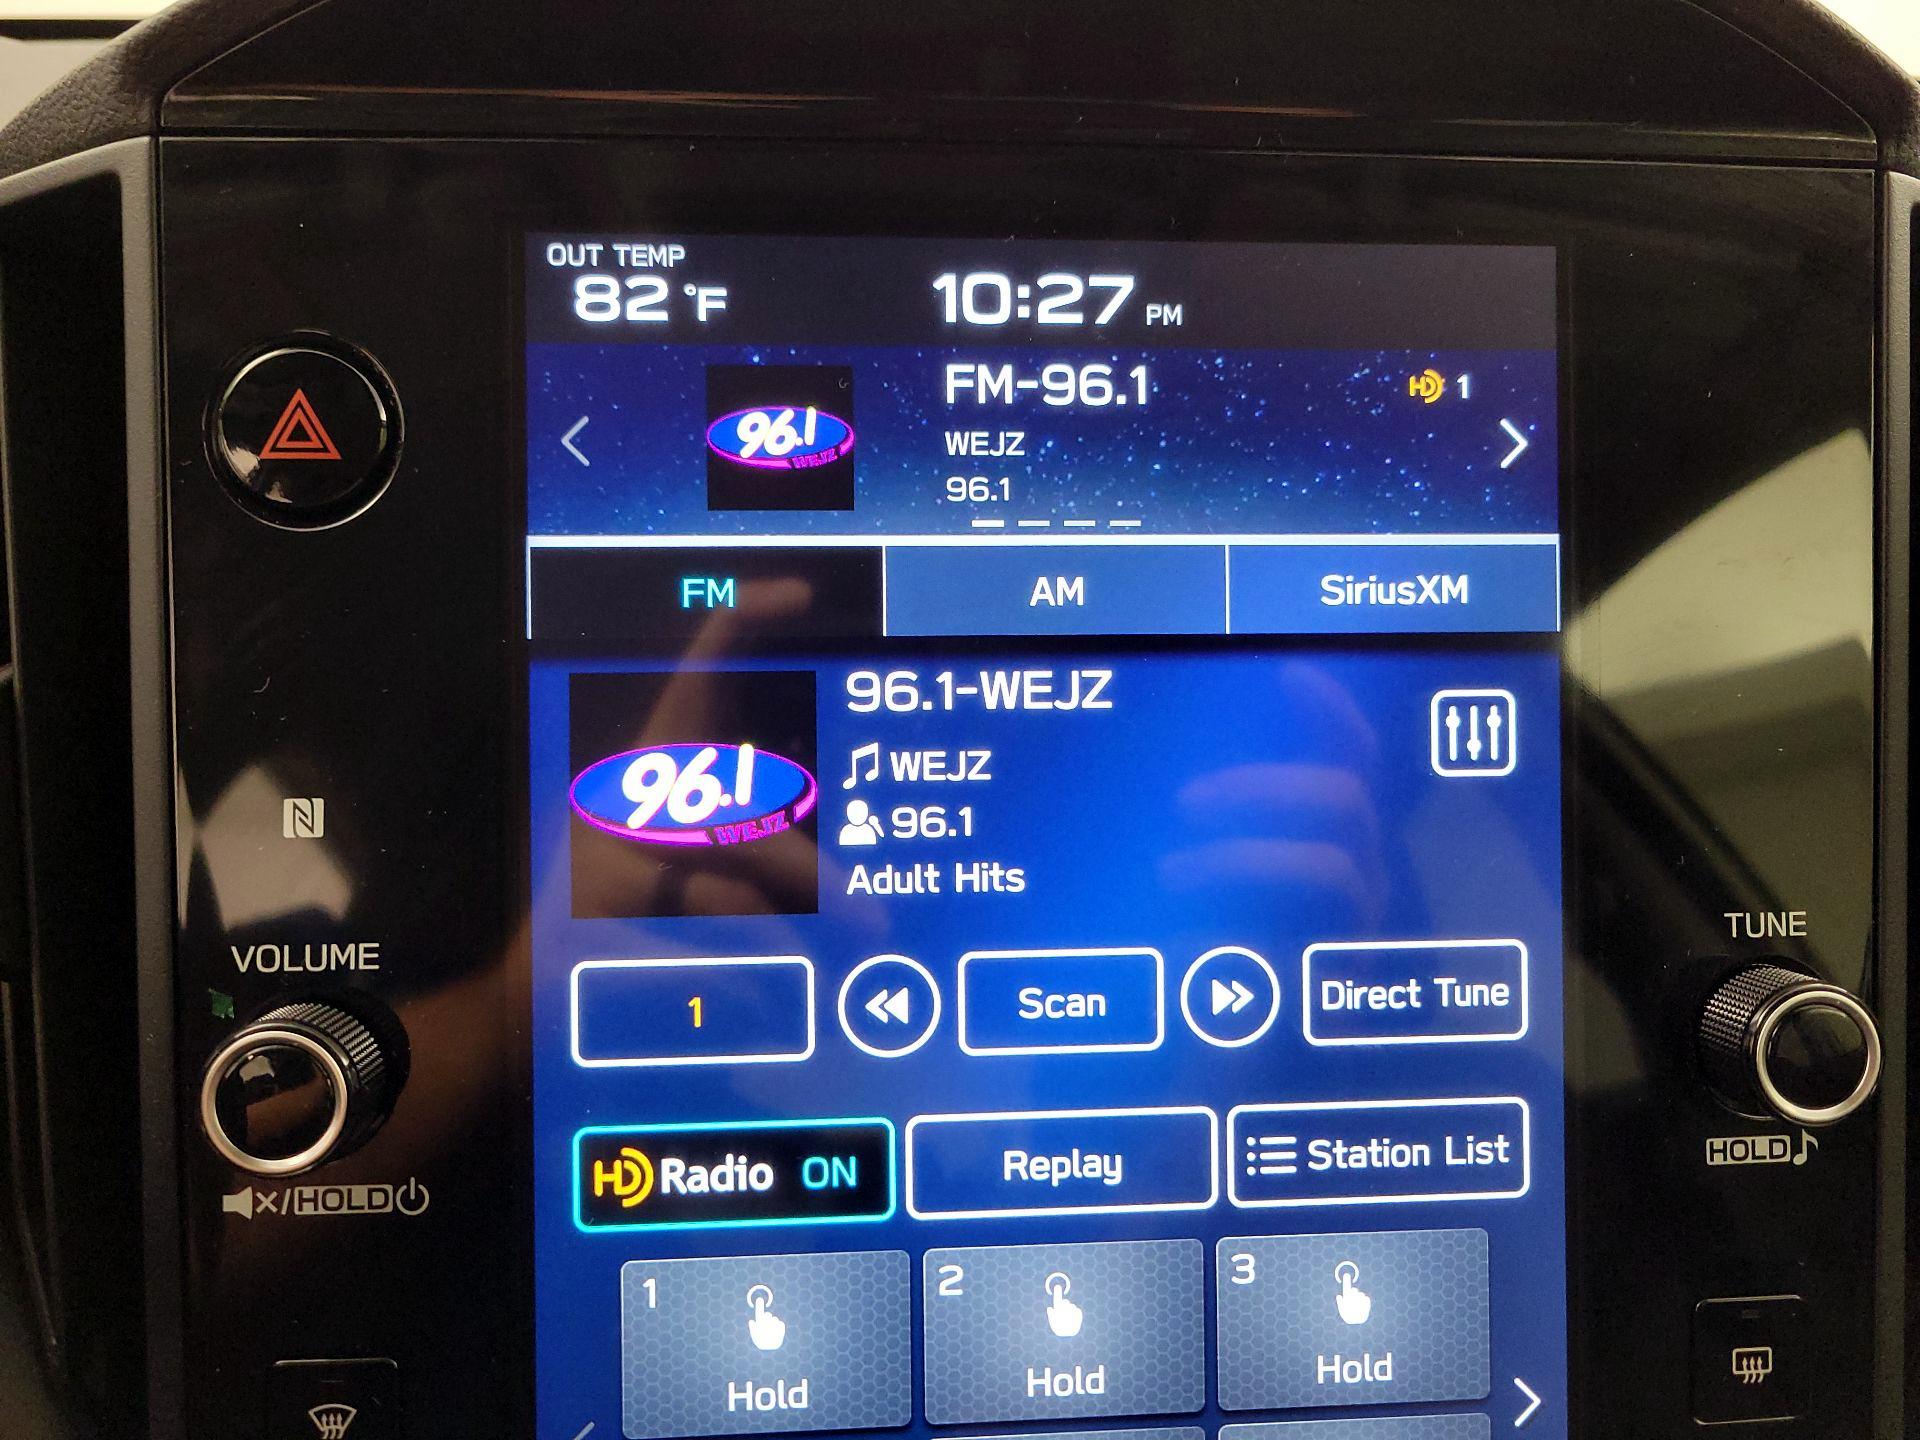 OUT TEMP
82 °F
10:27 PM
96.1
WEJZ
FM-96.1
HD 1
WEJZ
96.1
FM
AM
SiriusXM
96.1
WEJZ
96.1-WEJZ
WEJZ
96.1
Adult Hits
VOLUME
TUNE
1
Scan
Direct Tune
HD Radio ON
Replay
Station List
/HOLD
HOLD
1
Hold
2
Hold
3
Hold